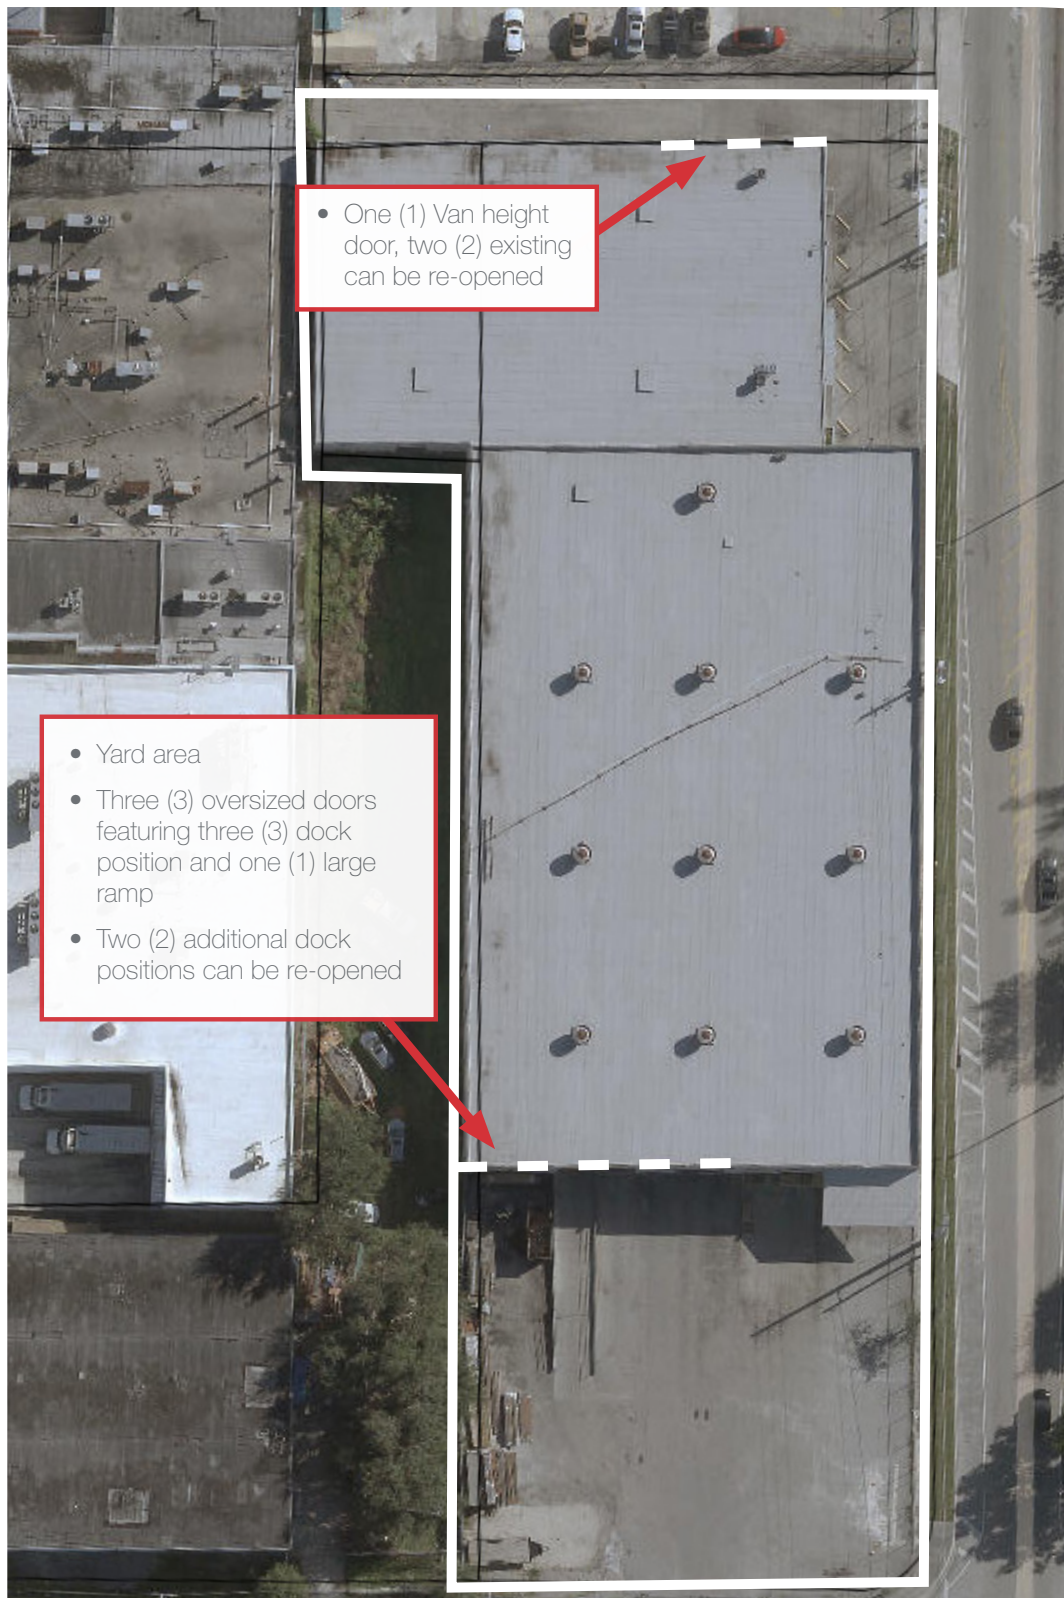 • One (1) Van height
door, two (2) existing
can be re-opened
• Yard area
• Three (3) oversized doors
featuring three (3) dock
position and one (1) large
ramp
• Two (2) additional dock
positions can be re-opened